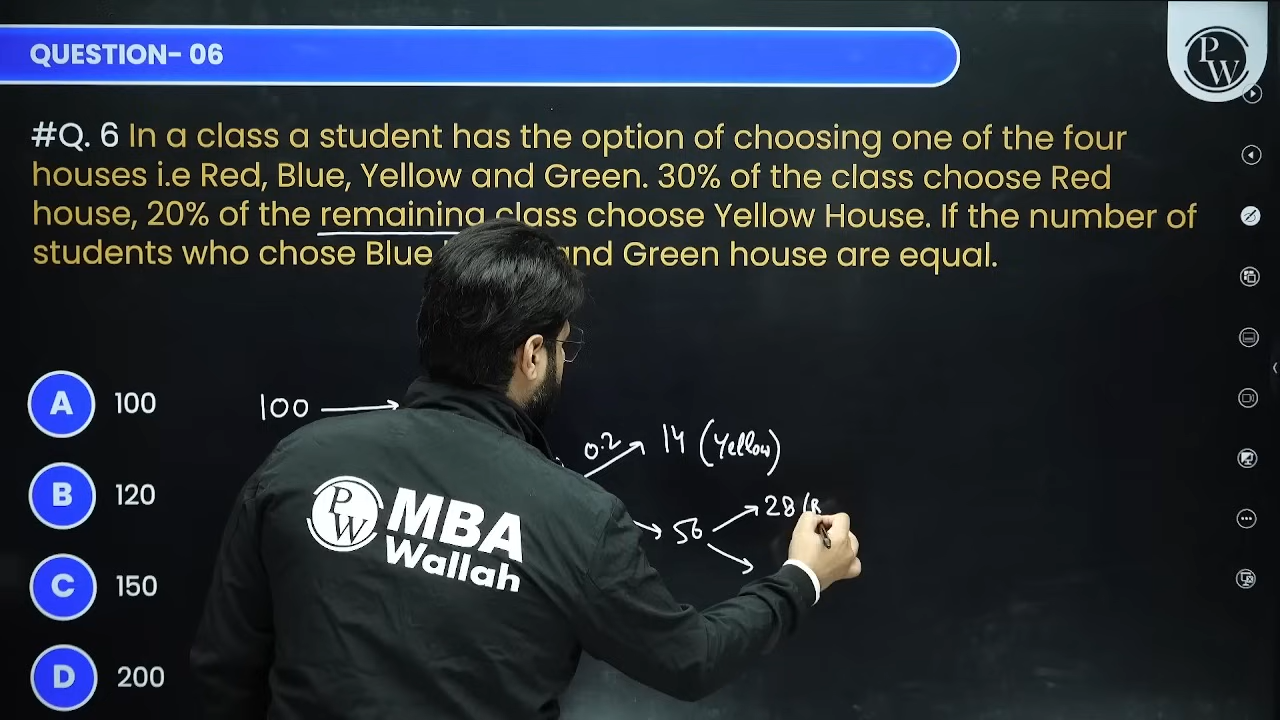 QUESTION- 06
PW
#Q. 6 In a class a student has the option of choosing one of the four
houses i.e Red, Blue, Yellow and Green. 30% of the class choose Red
house, 20% of the remaining class choose Yellow House. If the number of
students who chose Blue and Green house are equal.
A 100
100
0.2 14 (Yellow)
B 120
56 28 (B
PW MBA
Wallah
C 150
D 200